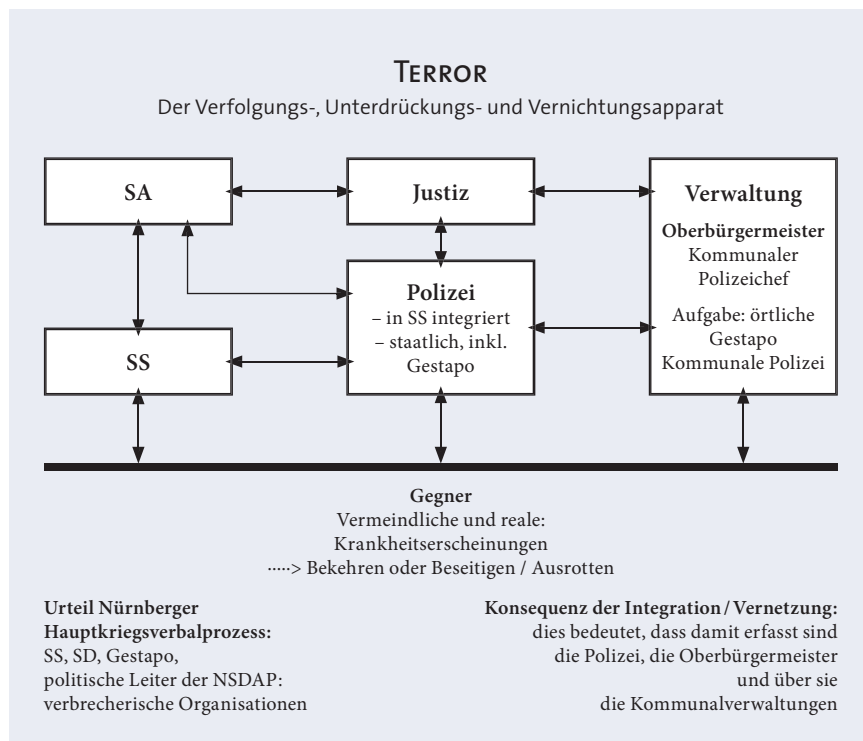 TERROR
Der Verfolgungs-, Unterdrückungs- und Vernichtungsapparat
SA
Justiz
Verwaltung
Oberbürgermeister
Kommunaler
Polizeichef
Aufgabe: örtliche
Gestapo
Kommunale Polizei
Polizei
– in SS integriert
– staatlich, inkl.
Gestapo
SS
Gegner
Vermeindliche und reale:
Krankheitserscheinungen
·····> Bekehren oder Beseitigen / Ausrotten
Urteil Nürnberger
Hauptkriegsverbalprozess:
SS, SD, Gestapo,
politische Leiter der NSDAP:
verbrecherische Organisationen
Konsequenz der Integration / Vernetzung:
dies bedeutet, dass damit erfasst sind
die Polizei, die Oberbürgermeister
und über sie
die Kommunalverwaltungen